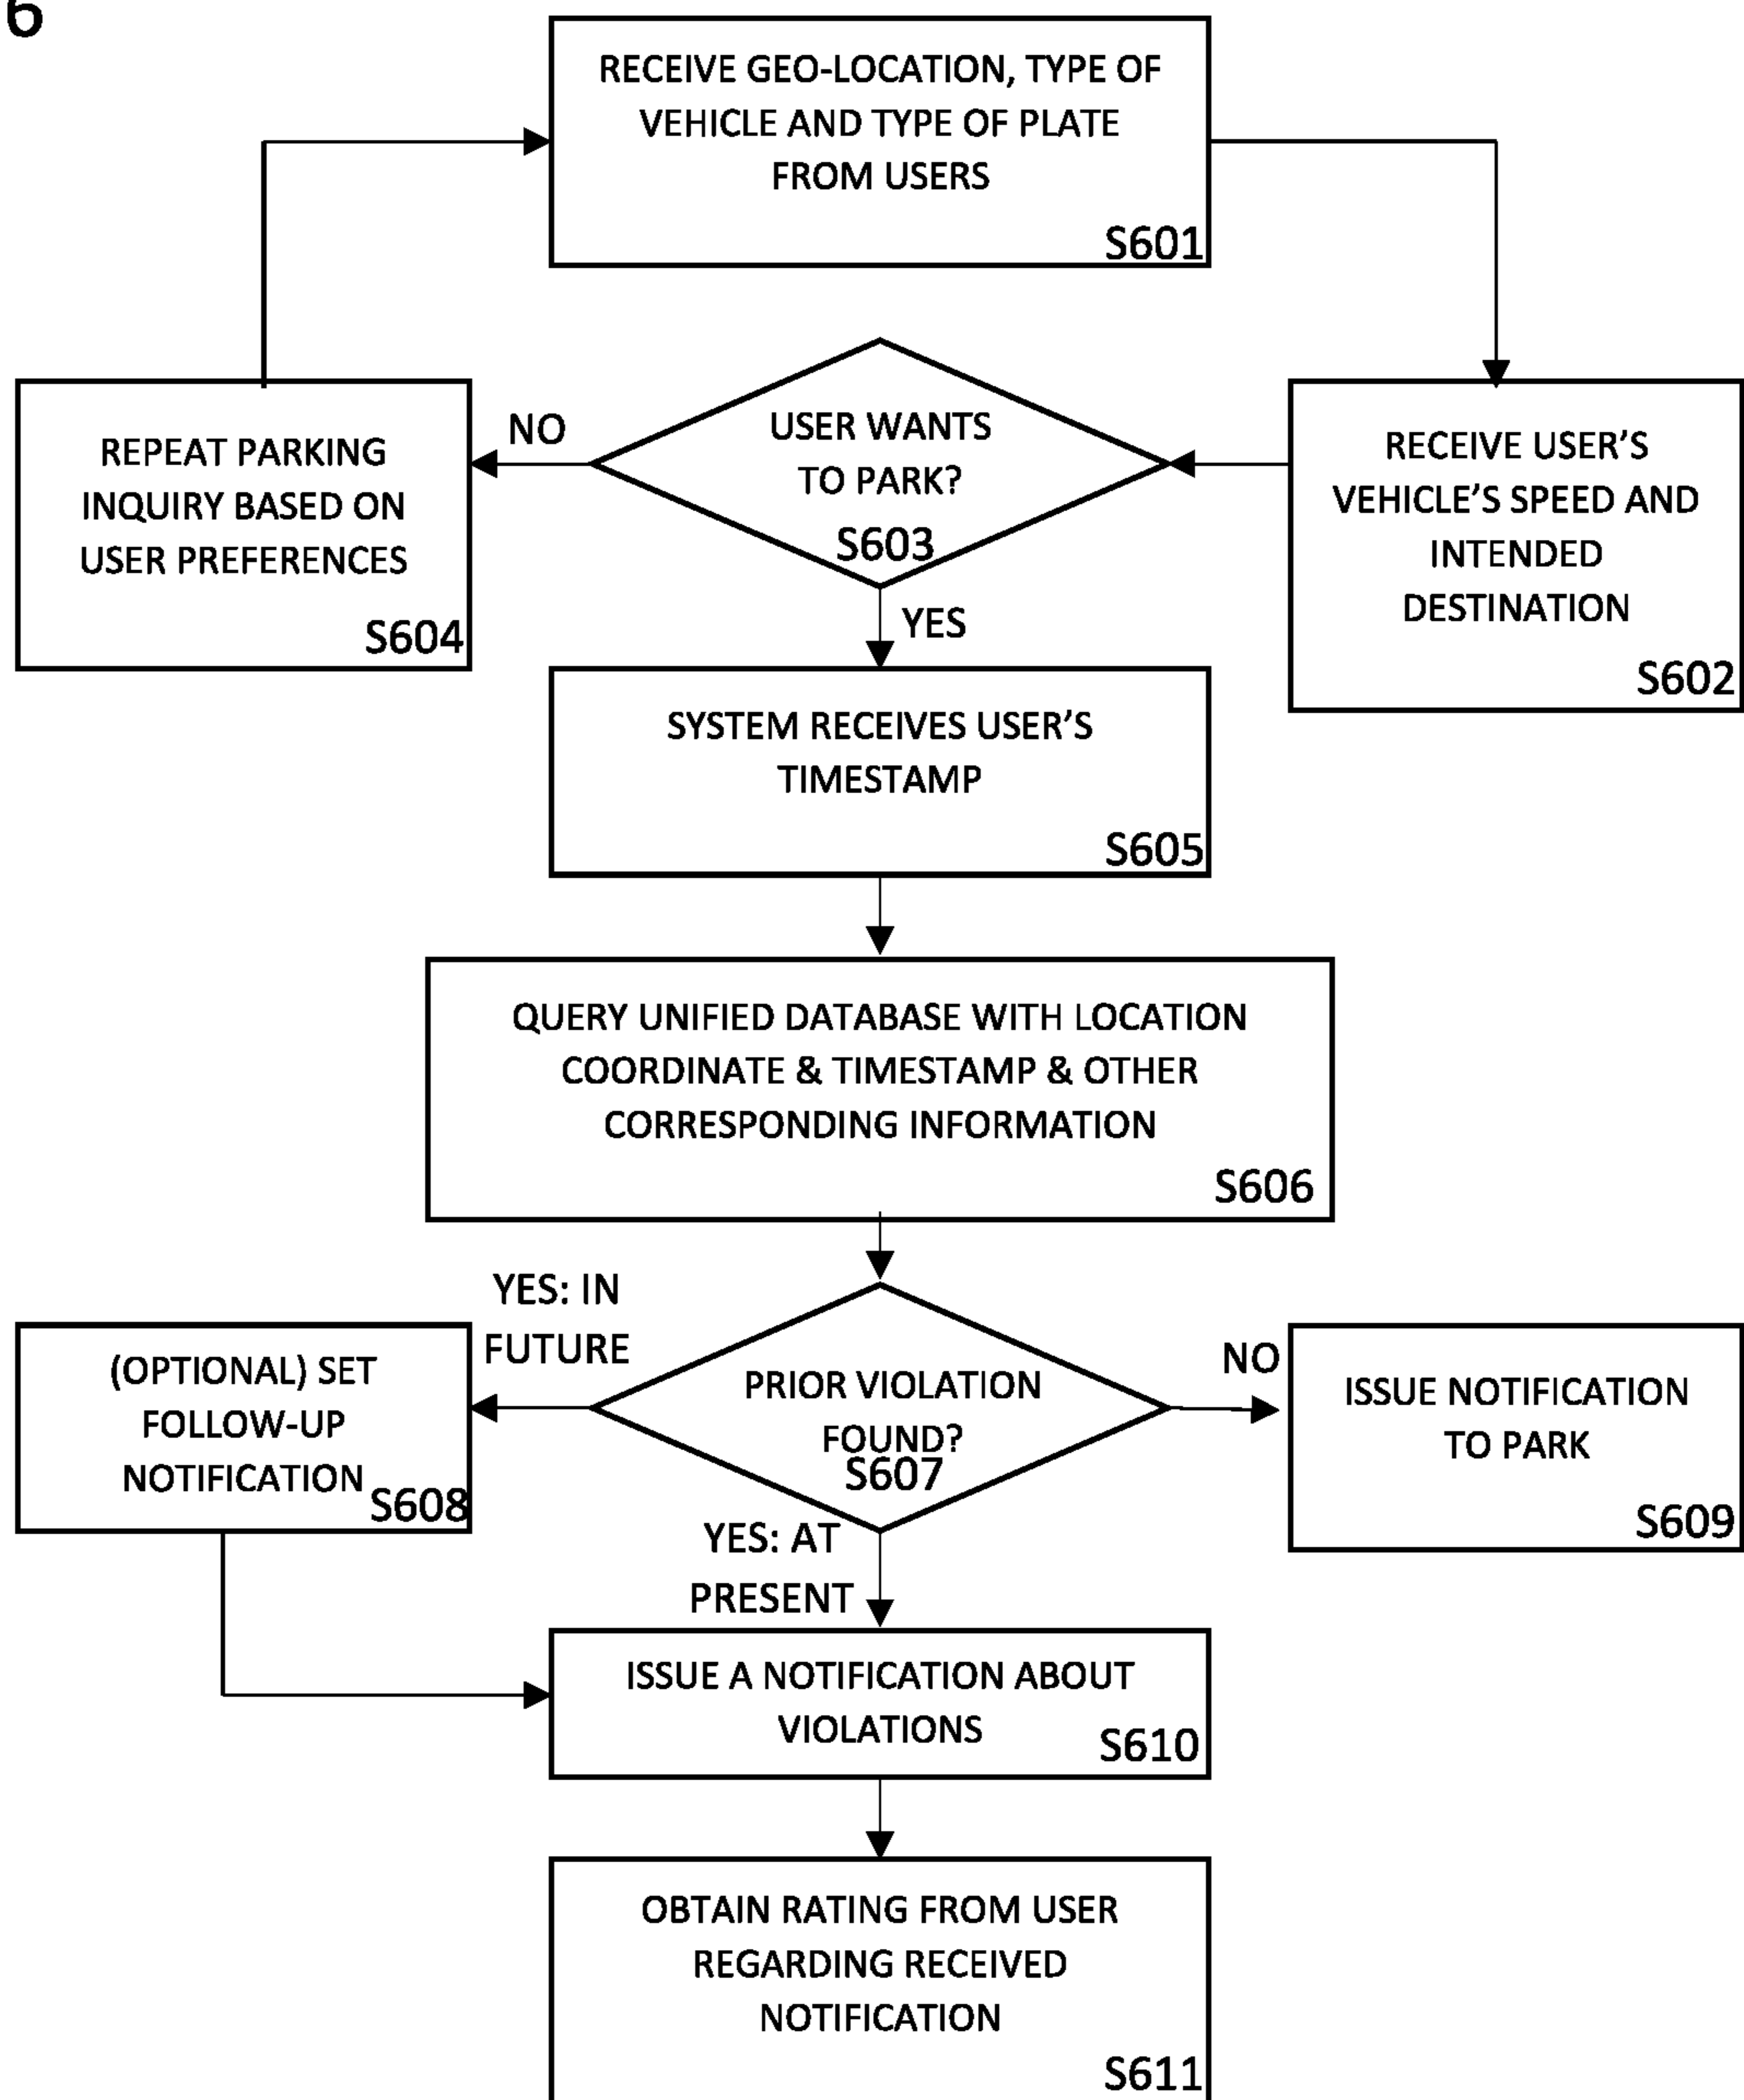 6
RECEIVE GEO-LOCATION, TYPE OF
VEHICLE AND TYPE OF PLATE
FROM USERS
S601
USER WANTS
TO PARK?
S603
NO
YES
REPEAT PARKING
INQUIRY BASED ON
USER PREFERENCES
S604
RECEIVE USER’S
VEHICLE’S SPEED AND
INTENDED
DESTINATION
S602
SYSTEM RECEIVES USER’S
TIMESTAMP
S605
QUERY UNIFIED DATABASE WITH LOCATION
COORDINATE & TIMESTAMP & OTHER
CORRESPONDING INFORMATION
S606
YES: IN
FUTURE
PRIOR VIOLATION
FOUND?
S607
NO
(OPTIONAL) SET
FOLLOW-UP
NOTIFICATION
S608
ISSUE NOTIFICATION
TO PARK
S609
YES: AT
PRESENT
ISSUE A NOTIFICATION ABOUT
VIOLATIONS
S610
OBTAIN RATING FROM USER
REGARDING RECEIVED
NOTIFICATION
S611